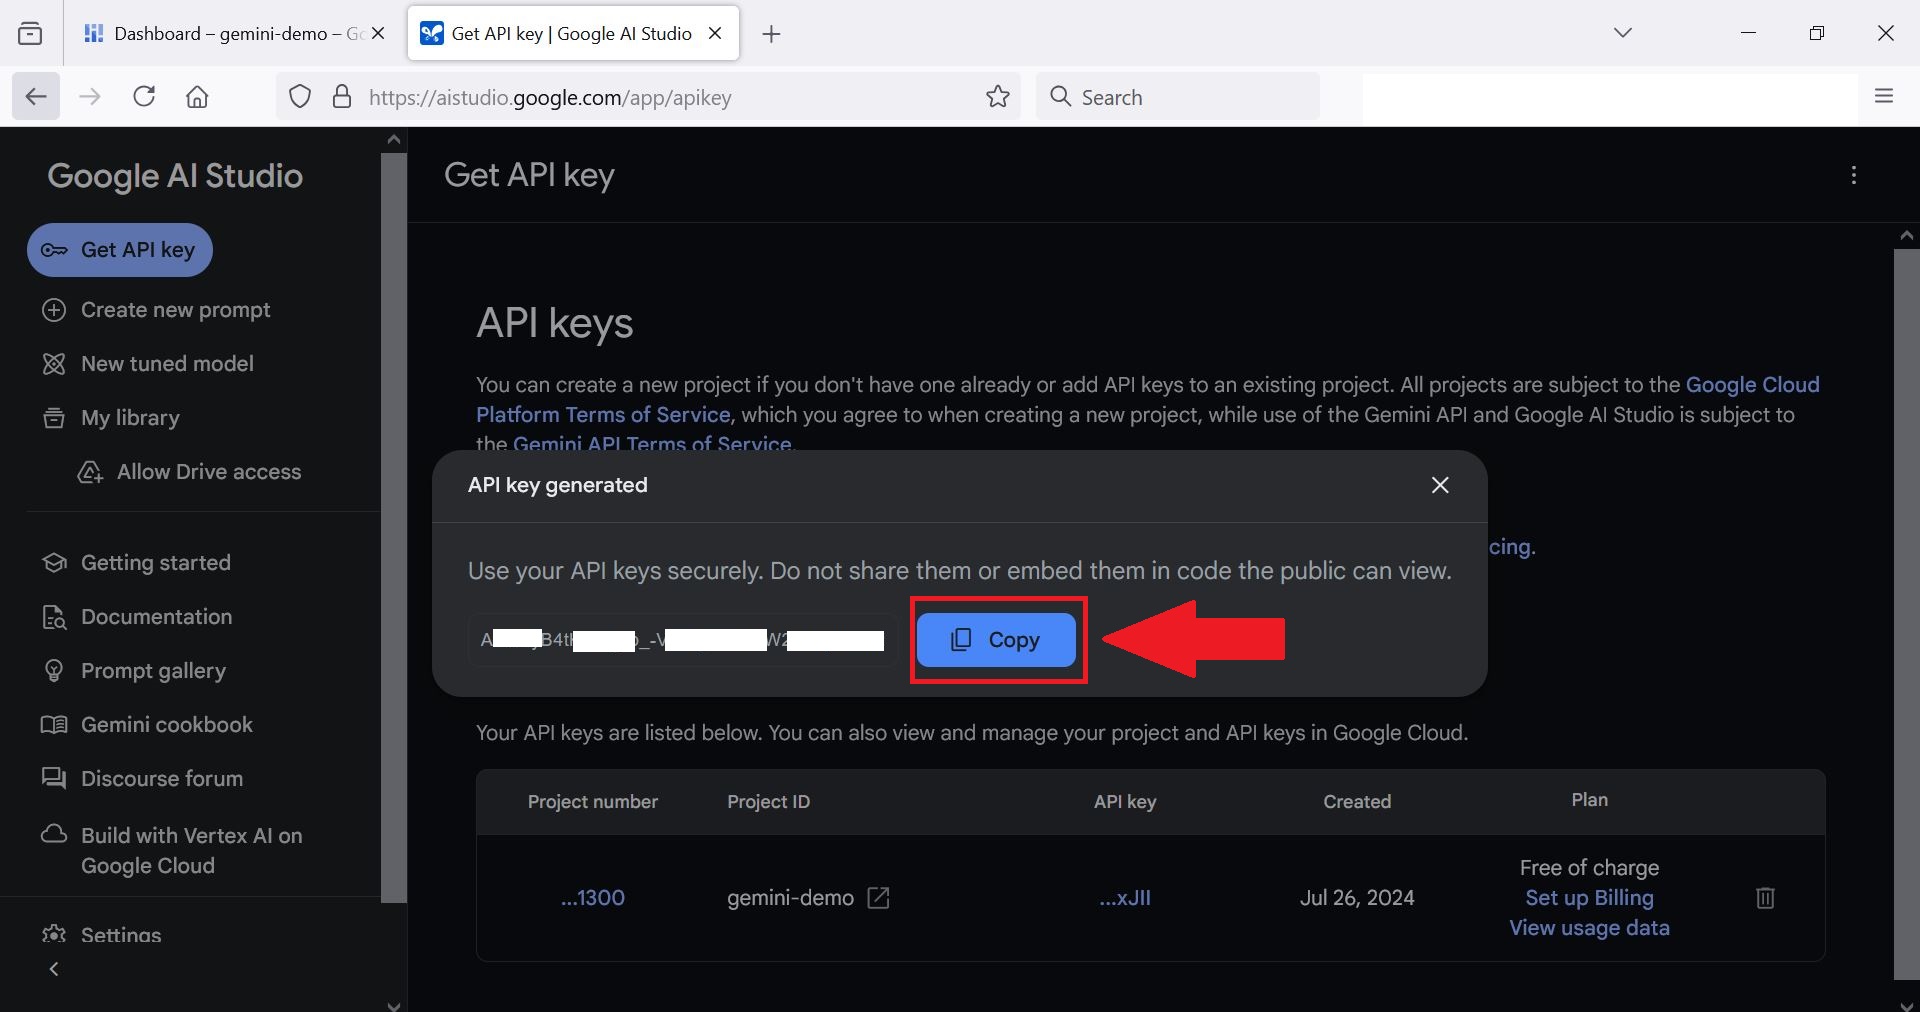 Dashboard – gemini-demo – Go
Get API key | Google AI Studio
https://aistudio.google.com/app/apikey
Search
Google AI Studio
Get API key
Create new prompt
New tuned model
My library
Allow Drive access
Getting started
Documentation
Prompt gallery
Gemini cookbook
Discourse forum
Build with Vertex AI on
Google Cloud
Settings
Get API key
API keys
You can create a new project if you don't have one already or add API keys to an existing project. All projects are subject to the Google Cloud
Platform Terms of Service, which you agree to when creating a new project, while use of the Gemini API and Google AI Studio is subject to
the Gemini API Terms of Service.
cing.
API key generated
Use your API keys securely. Do not share them or embed them in code the public can view.
Copy
Your API keys are listed below. You can also view and manage your project and API keys in Google Cloud.
Project number Project ID API key Created Plan
...1300 gemini-demo ...xJII Jul 26, 2024 Free of charge
Set up Billing
View usage data